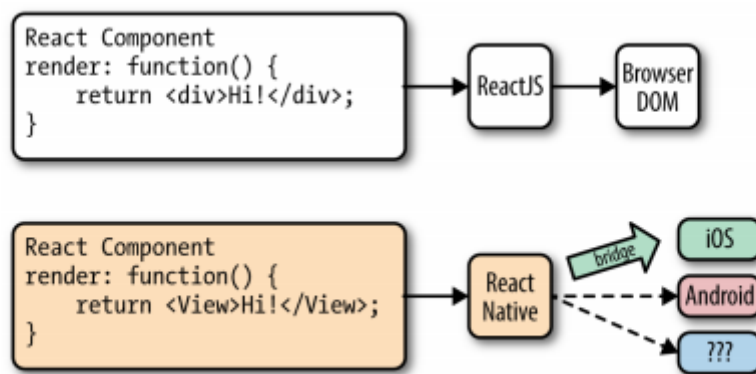 React Component
render: function() {
    return <div>Hi!</div>;
}
ReactJS
Browser
DOM
React Component
render: function() {
    return <View>Hi!</View>;
}
React
Native
bridge
iOS
Android
???